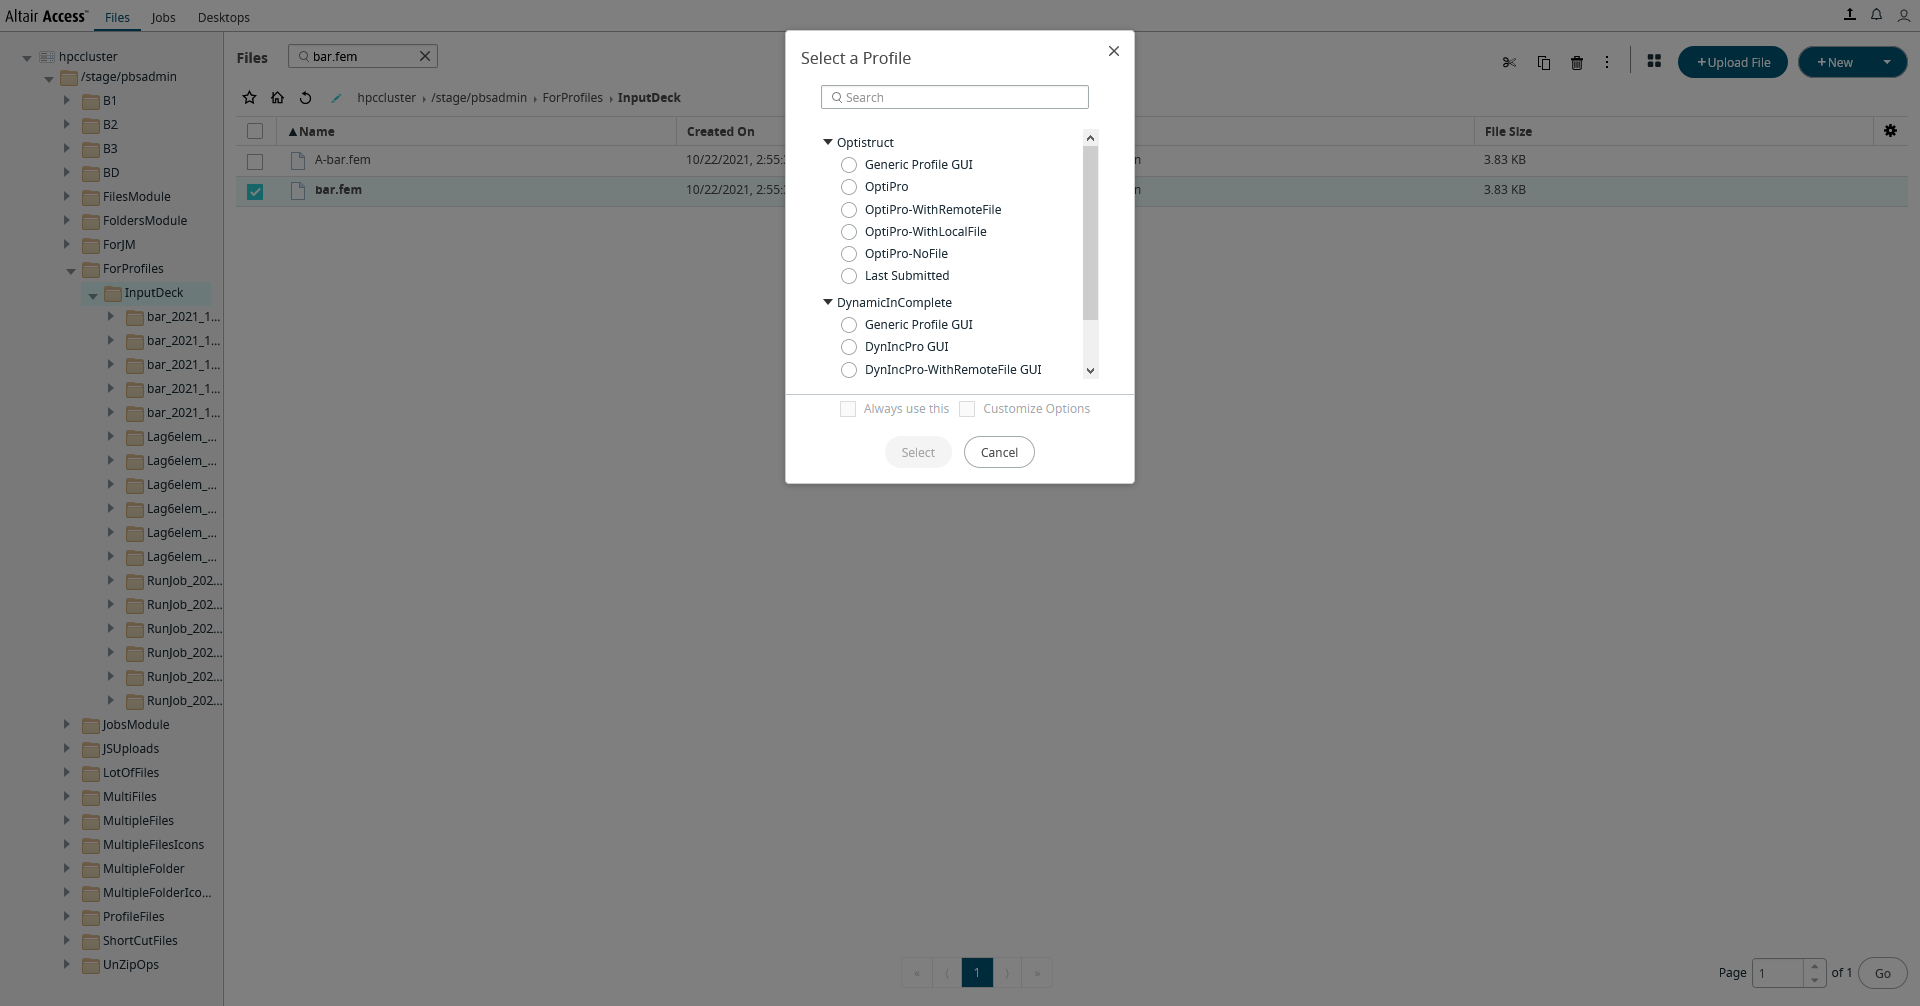 Altair Access™ Files Jobs Desktops
hpccluster
/stage/pbsadmin
B1
B2
B3
BD
FilesModule
FoldersModule
ForJM
ForProfiles
InputDeck
bar_2021_1...
bar_2021_1...
bar_2021_1...
bar_2021_1...
bar_2021_1...
Lag6elem_...
Lag6elem_...
Lag6elem_...
Lag6elem_...
Lag6elem_...
Lag6elem_...
RunJob_202...
RunJob_202...
RunJob_202...
RunJob_202...
RunJob_202...
RunJob_202...
JobsModule
JSUploads
LotOfFiles
MultiFiles
MultipleFiles
MultipleFilesIcons
MultipleFolder
MultipleFolderIco...
ProfileFiles
ShortCutFiles
UnZipOps
Files bar.fem
+Upload File +New
hpccluster › /stage/pbsadmin › ForProfiles › InputDeck
Name Created On File Size
A-bar.fem 10/22/2021, 2:55: 3.83 KB
bar.fem 10/22/2021, 2:55: 3.83 KB
Select a Profile
Search
Optistruct
Generic Profile GUI
OptiPro
OptiPro-WithRemoteFile
OptiPro-WithLocalFile
OptiPro-NoFile
Last Submitted
DynamicInComplete
Generic Profile GUI
DynIncPro GUI
DynIncPro-WithRemoteFile GUI
Always use this Customize Options
Select Cancel
« ⟨ 1 ⟩ » Page 1 of 1 Go